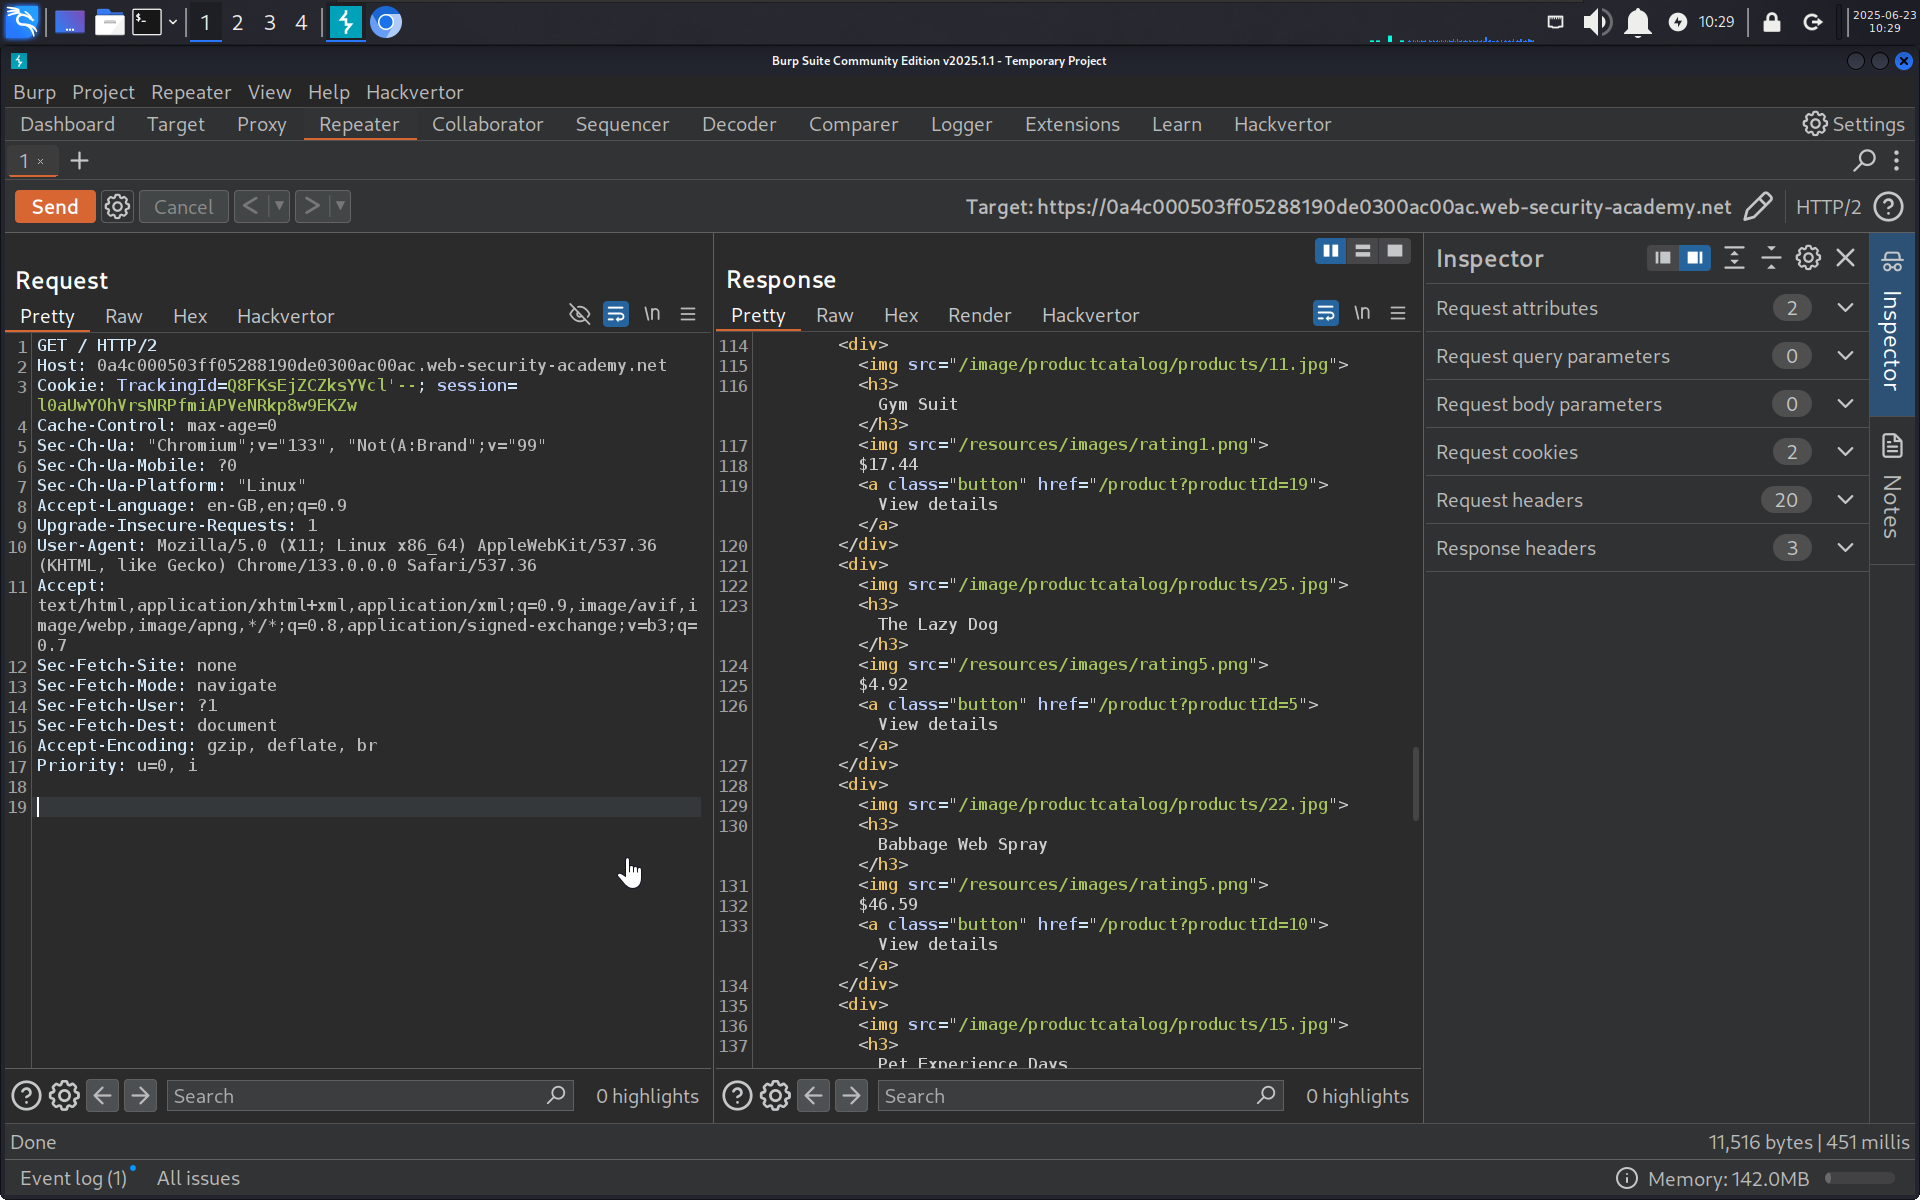 1 2 3 4
10:29
2025-06-23
10:29
Burp Suite Community Edition v2025.1.1 - Temporary Project
Burp Project Repeater View Help Hackvertor
Dashboard Target Proxy Repeater Collaborator Sequencer Decoder Comparer Logger Extensions Learn Hackvertor Settings
1 × +
Send Cancel < > Target: https://0a4c000503ff05288190de0300ac00ac.web-security-academy.net HTTP/2
Request
Pretty Raw Hex Hackvertor \n
1 GET / HTTP/2
2 Host: 0a4c000503ff05288190de0300ac00ac.web-security-academy.net
3 Cookie: TrackingId=Q8FKsEjZCZksYVcl'--; session=
l0aUwYOhVrsNRPfmiAPVeNRkp8w9EKZw
4 Cache-Control: max-age=0
5 Sec-Ch-Ua: "Chromium";v="133", "Not(A:Brand";v="99"
6 Sec-Ch-Ua-Mobile: ?0
7 Sec-Ch-Ua-Platform: "Linux"
8 Accept-Language: en-GB,en;q=0.9
9 Upgrade-Insecure-Requests: 1
10 User-Agent: Mozilla/5.0 (X11; Linux x86_64) AppleWebKit/537.36
(KHTML, like Gecko) Chrome/133.0.0.0 Safari/537.36
11 Accept:
text/html,application/xhtml+xml,application/xml;q=0.9,image/avif,i
mage/webp,image/apng,*/*;q=0.8,application/signed-exchange;v=b3;q=
0.7
12 Sec-Fetch-Site: none
13 Sec-Fetch-Mode: navigate
14 Sec-Fetch-User: ?1
15 Sec-Fetch-Dest: document
16 Accept-Encoding: gzip, deflate, br
17 Priority: u=0, i
18
19
Search 0 highlights
Response
Pretty Raw Hex Render Hackvertor \n
114 <div>
115 <img src="/image/productcatalog/products/11.jpg">
116 <h3>
Gym Suit
</h3>
117 <img src="/resources/images/rating1.png">
118 $17.44
119 <a class="button" href="/product?productId=19">
View details
</a>
120 </div>
121 <div>
122 <img src="/image/productcatalog/products/25.jpg">
123 <h3>
The Lazy Dog
</h3>
124 <img src="/resources/images/rating5.png">
125 $4.92
126 <a class="button" href="/product?productId=5">
View details
</a>
127 </div>
128 <div>
129 <img src="/image/productcatalog/products/22.jpg">
130 <h3>
Babbage Web Spray
</h3>
131 <img src="/resources/images/rating5.png">
132 $46.59
133 <a class="button" href="/product?productId=10">
View details
</a>
134 </div>
135 <div>
136 <img src="/image/productcatalog/products/15.jpg">
137 <h3>
Pet Experience Days
Search 0 highlights
Inspector
Request attributes 2
Request query parameters 0
Request body parameters 0
Request cookies 2
Request headers 20
Response headers 3
Inspector
Notes
Done 11,516 bytes | 451 millis
Event log (1) All issues Memory: 142.0MB